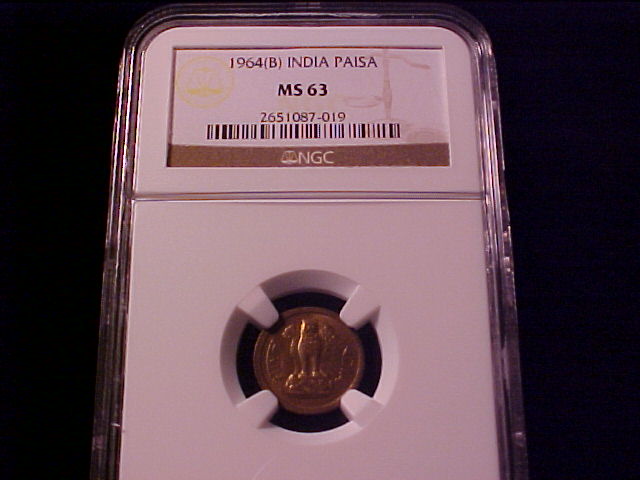 1964(B) INDIA PAISA
MS 63
2651087-019
NGC